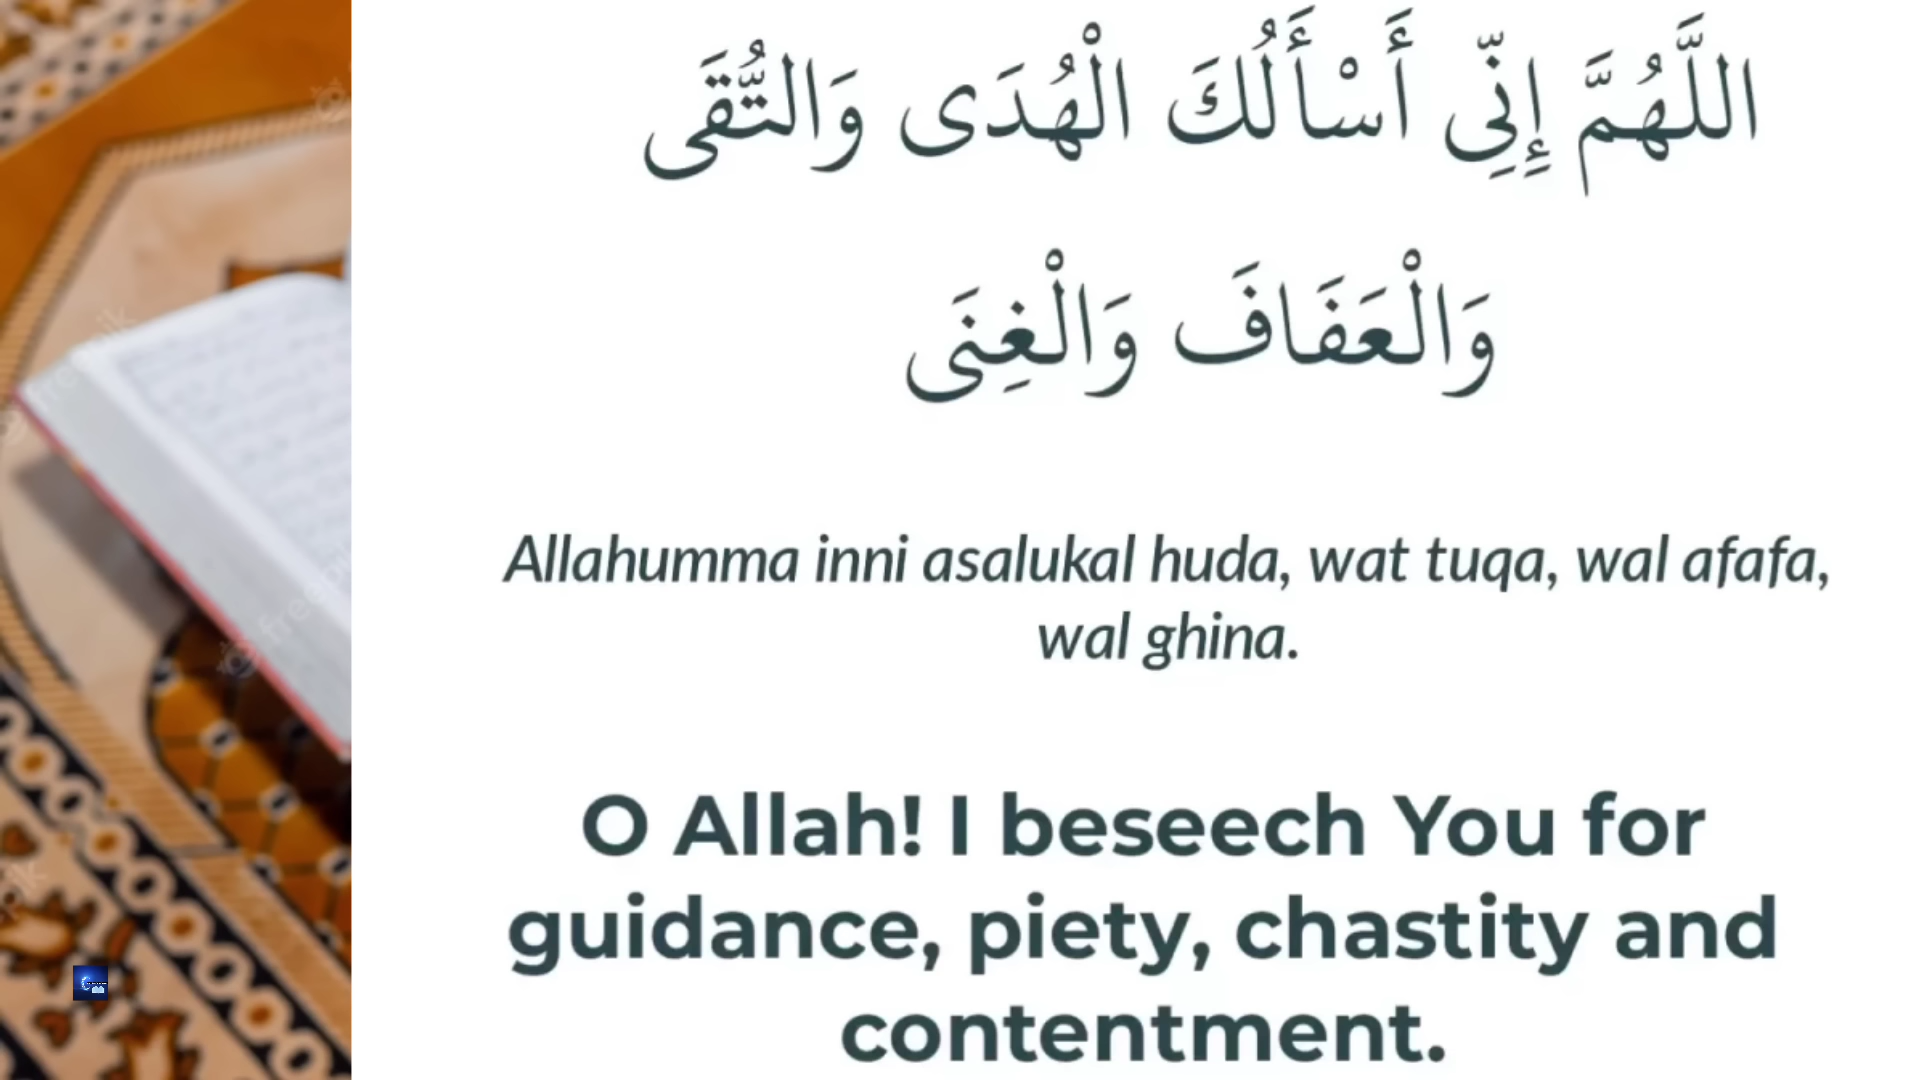 اللَّهُمَّ إِنِّي أَسْأَلُكَ الْهُدَى وَالتُّقَى
وَالْعَفَافَ وَالْغِنَى
Allahumma inni asalukal huda, wat tuqa, wal afafa,
wal ghina.
O Allah! I beseech You for
guidance, piety, chastity and
contentment.